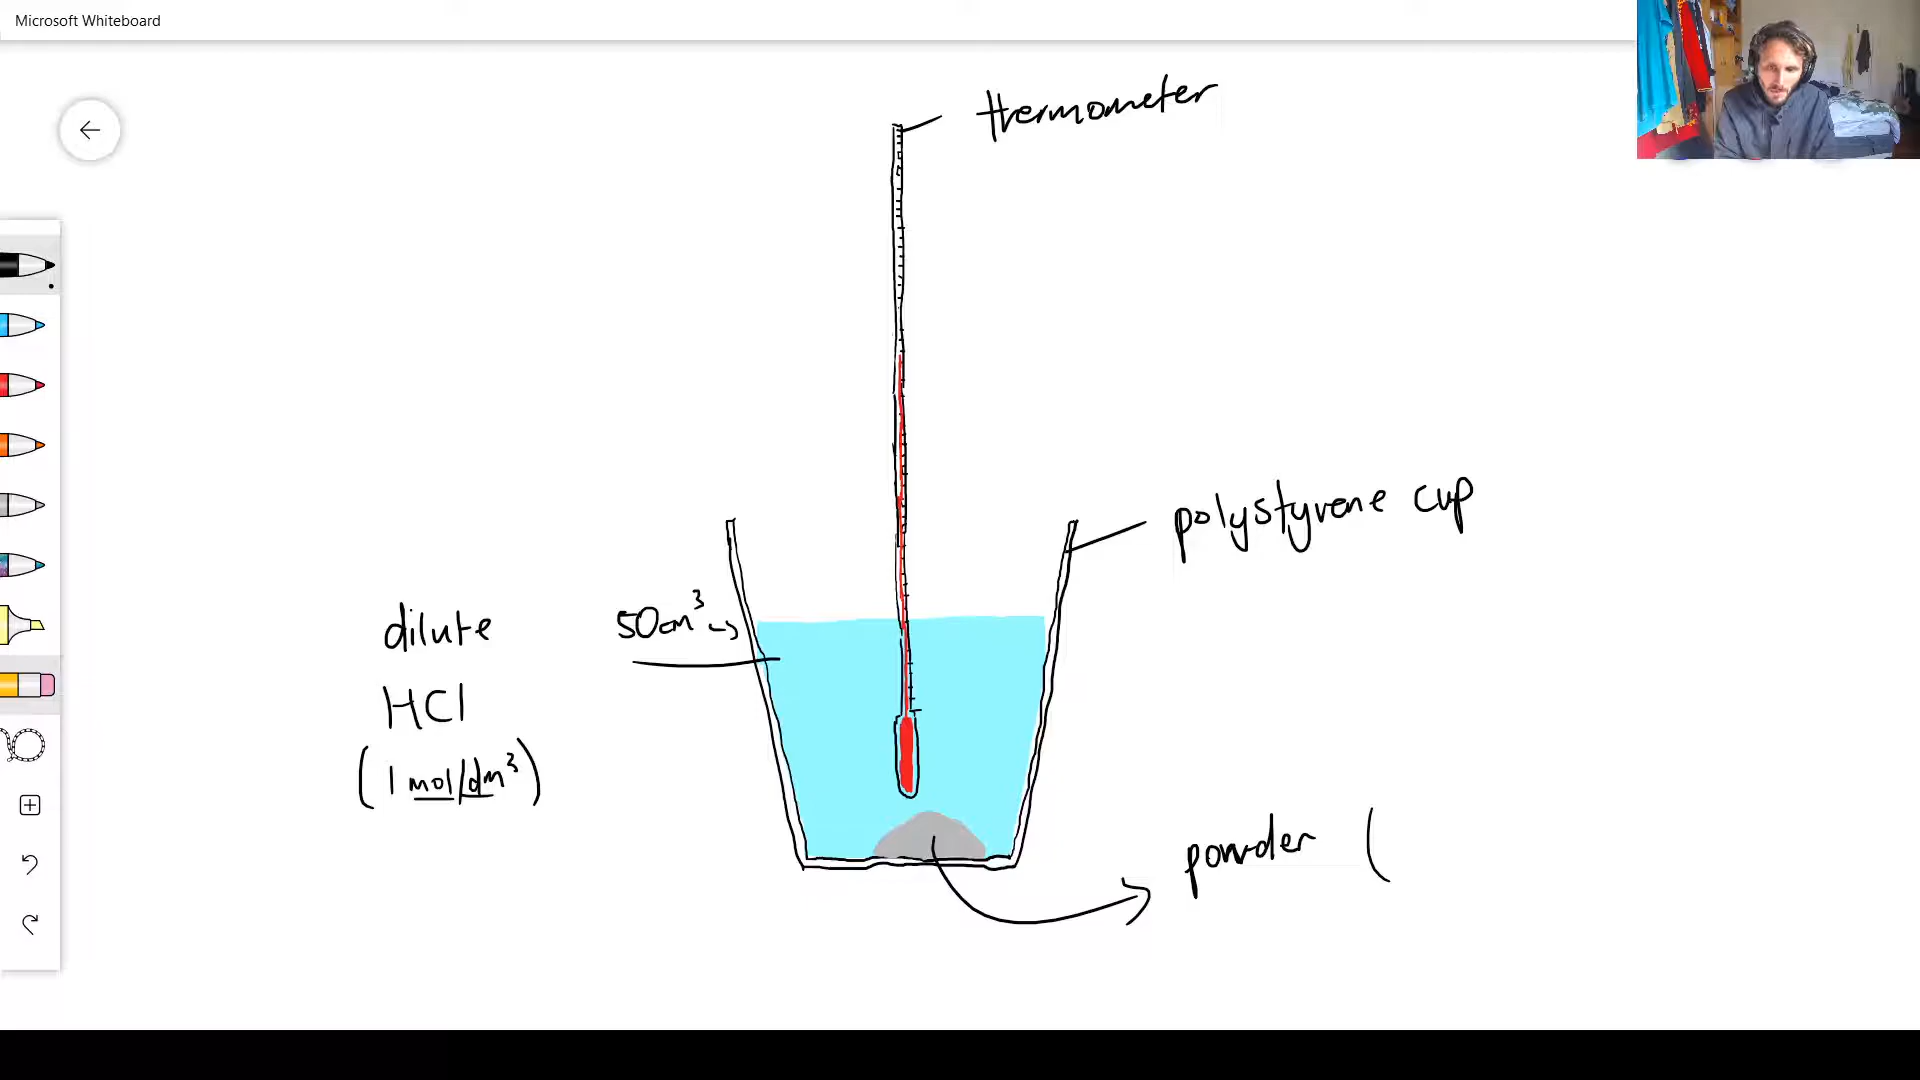 Microsoft Whiteboard
thermometer
polystyrene cup
50cm³
dilute
HCl
(1 mol/dm³)
powder (